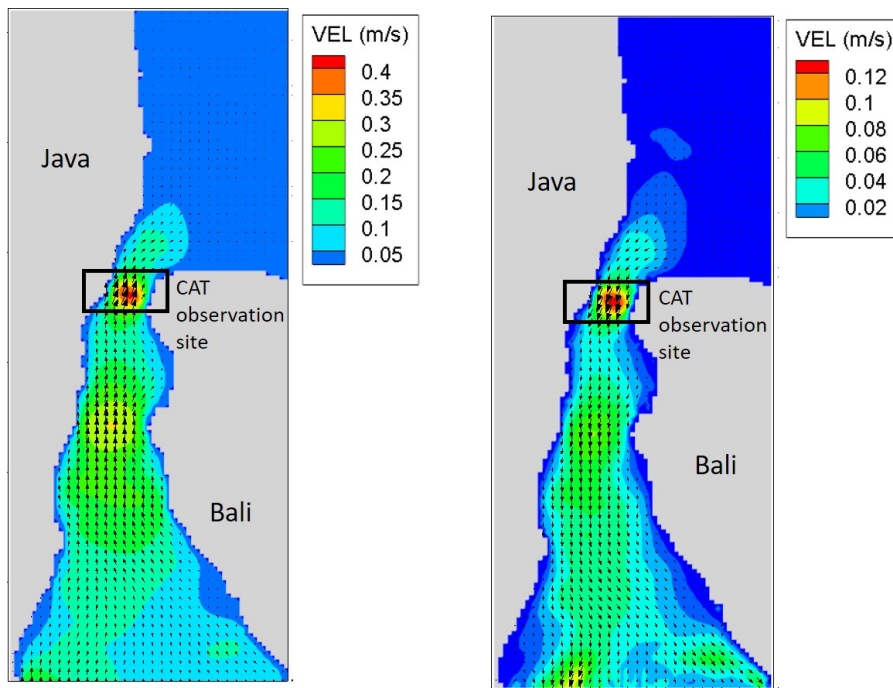 VEL (m/s)
0.4
0.35
0.3
0.25
0.2
0.15
0.1
0.05
Java
CAT
observation
site
Bali
VEL (m/s)
0.12
0.1
0.08
0.06
0.04
0.02
Java
CAT
observation
site
Bali